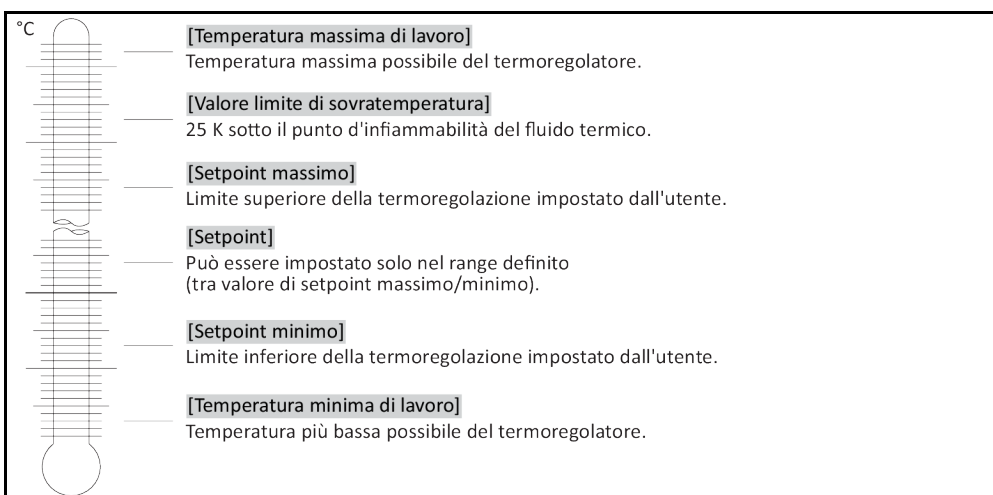 °C
[Temperatura massima di lavoro]
Temperatura massima possibile del termoregolatore.
[Valore limite di sovratemperatura]
25 K sotto il punto d'infiammabilità del fluido termico.
[Setpoint massimo]
Limite superiore della termoregolazione impostato dall'utente.
[Setpoint]
Può essere impostato solo nel range definito
(tra valore di setpoint massimo/minimo).
[Setpoint minimo]
Limite inferiore della termoregolazione impostato dall'utente.
[Temperatura minima di lavoro]
Temperatura più bassa possibile del termoregolatore.